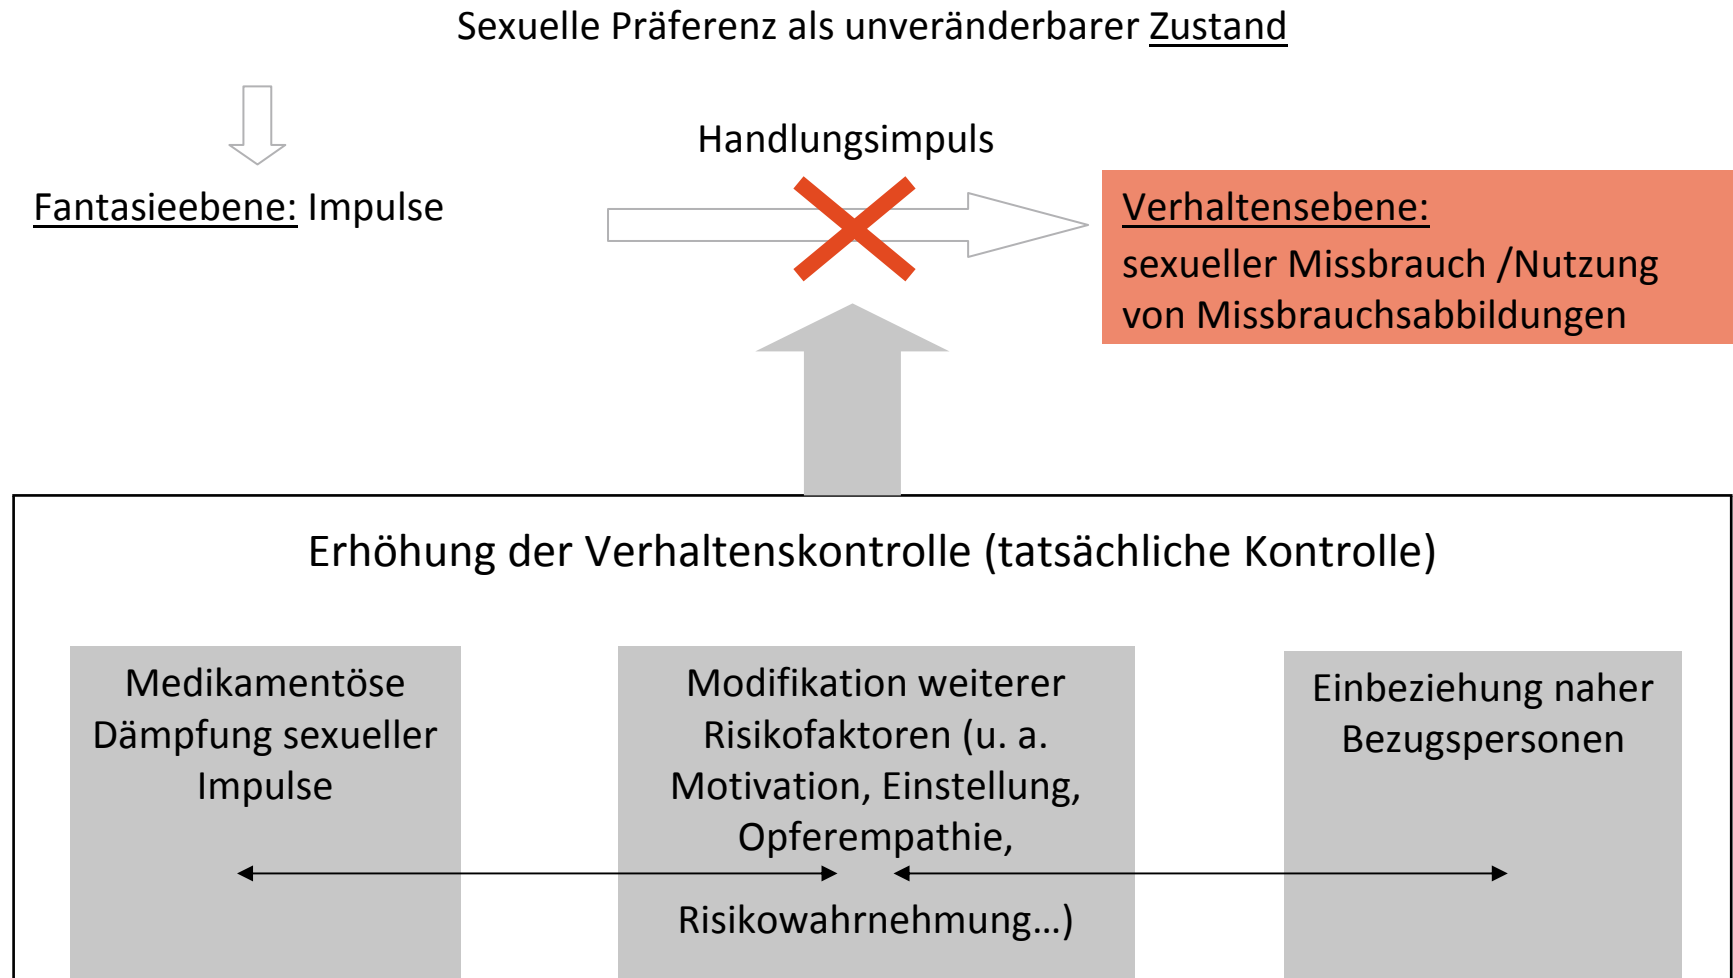 Sexuelle Präferenz als unveränderbarer Zustand
Handlungsimpuls
Fantasieebene: Impulse
Verhaltensebene:
sexueller Missbrauch /Nutzung
von Missbrauchsabbildungen
Erhöhung der Verhaltenskontrolle (tatsächliche Kontrolle)
Medikamentöse
Dämpfung sexueller
Impulse
Modifikation weiterer
Risikofaktoren (u. a.
Motivation, Einstellung,
Opferempathie,
Risikowahrnehmung…)
Einbeziehung naher
Bezugspersonen